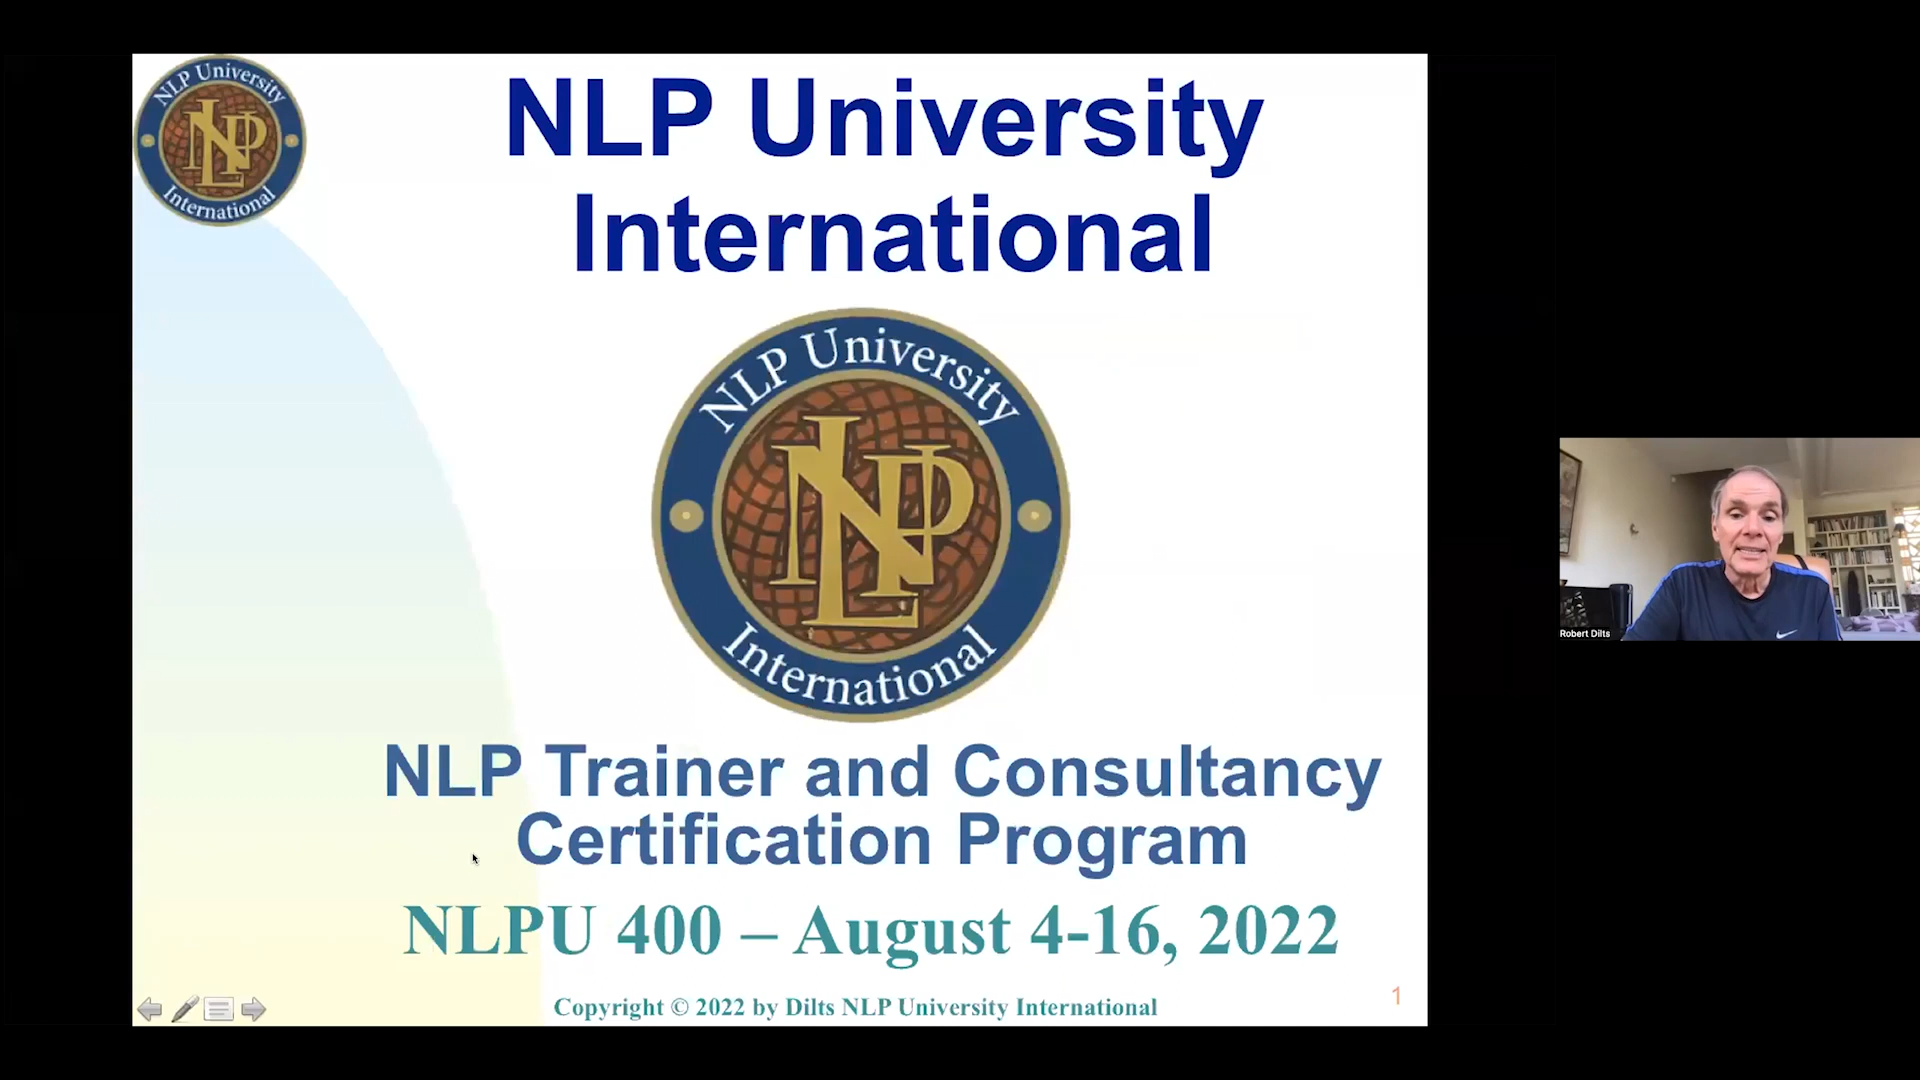 NLP University
International
NLP University
NLP
International
NLP University
NLP
International
NLP Trainer and Consultancy
Certification Program
NLPU 400 – August 4-16, 2022
Copyright © 2022 by Dilts NLP University International
1
Robert Dilts